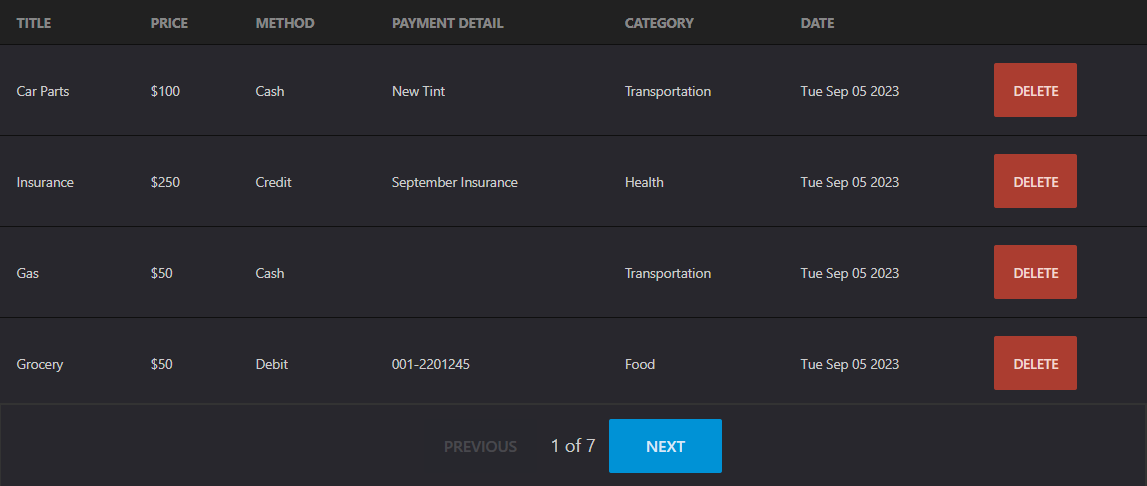 TITLE PRICE METHOD PAYMENT DETAIL CATEGORY DATE
Car Parts $100 Cash New Tint Transportation Tue Sep 05 2023 DELETE
Insurance $250 Credit September Insurance Health Tue Sep 05 2023 DELETE
Gas $50 Cash Transportation Tue Sep 05 2023 DELETE
Grocery $50 Debit 001-2201245 Food Tue Sep 05 2023 DELETE
PREVIOUS 1 of 7 NEXT